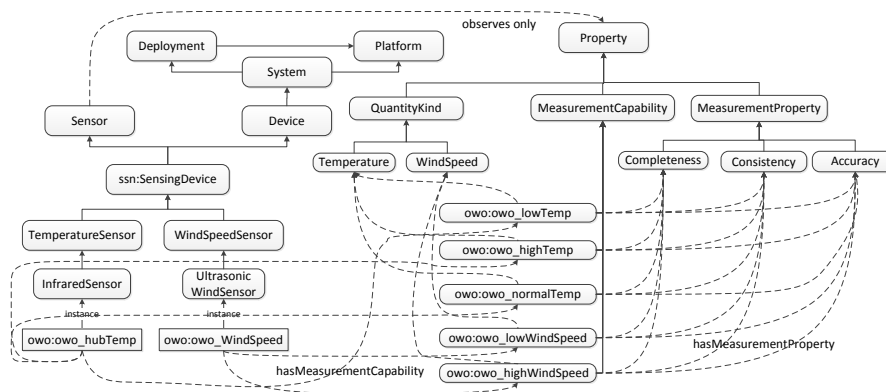 observes only
Property
Deployment
Platform
System
Sensor
Device
QuantityKind
MeasurementCapability
MeasurementProperty
Temperature
WindSpeed
Completeness
Consistency
Accuracy
ssn:SensingDevice
owo:owo_lowTemp
TemperatureSensor
WindSpeedSensor
owo:owo_highTemp
InfraredSensor
Ultrasonic
WindSensor
owo:owo_normalTemp
instance
instance
owo:owo_hubTemp
owo:owo_WindSpeed
owo:owo_lowWindSpeed
hasMeasurementProperty
hasMeasurementCapability
owo:owo_highWindSpeed